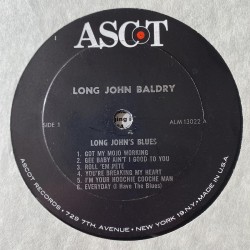 ASCOT
LONG JOHN BALDRY
SIDE 1
ALM 13022 A
LONG JOHN'S BLUES
1. GOT MY MOJO WORKING
2. GEE BABY AIN'T I GOOD TO YOU
3. ROLL 'EM PETE
4. YOU'RE BREAKING MY HEART
5. I'M YOUR HOOCHIE COOCHIE MAN
6. EVERYDAY (I Have The Blues)
ASCOT RECORDS • 729 7TH. AVENUE • NEW YORK 19, N.Y. • MADE IN U.S.A.